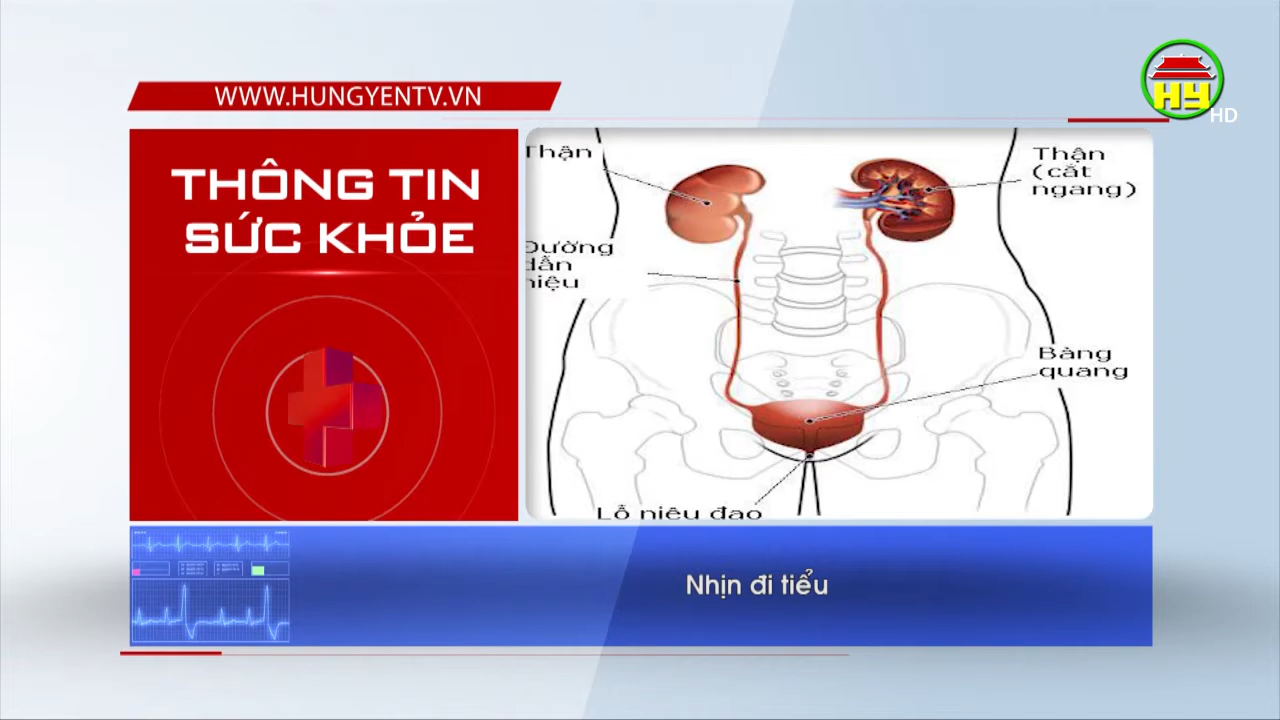 WWW.HUNGYENTV.VN
HY
HD
THÔNG TIN
SỨC KHỎE
Thận
Thận
(cắt
ngang)
Đường
dẫn
niệu
Bàng
quang
Lỗ niệu đạo
Nhịn đi tiểu